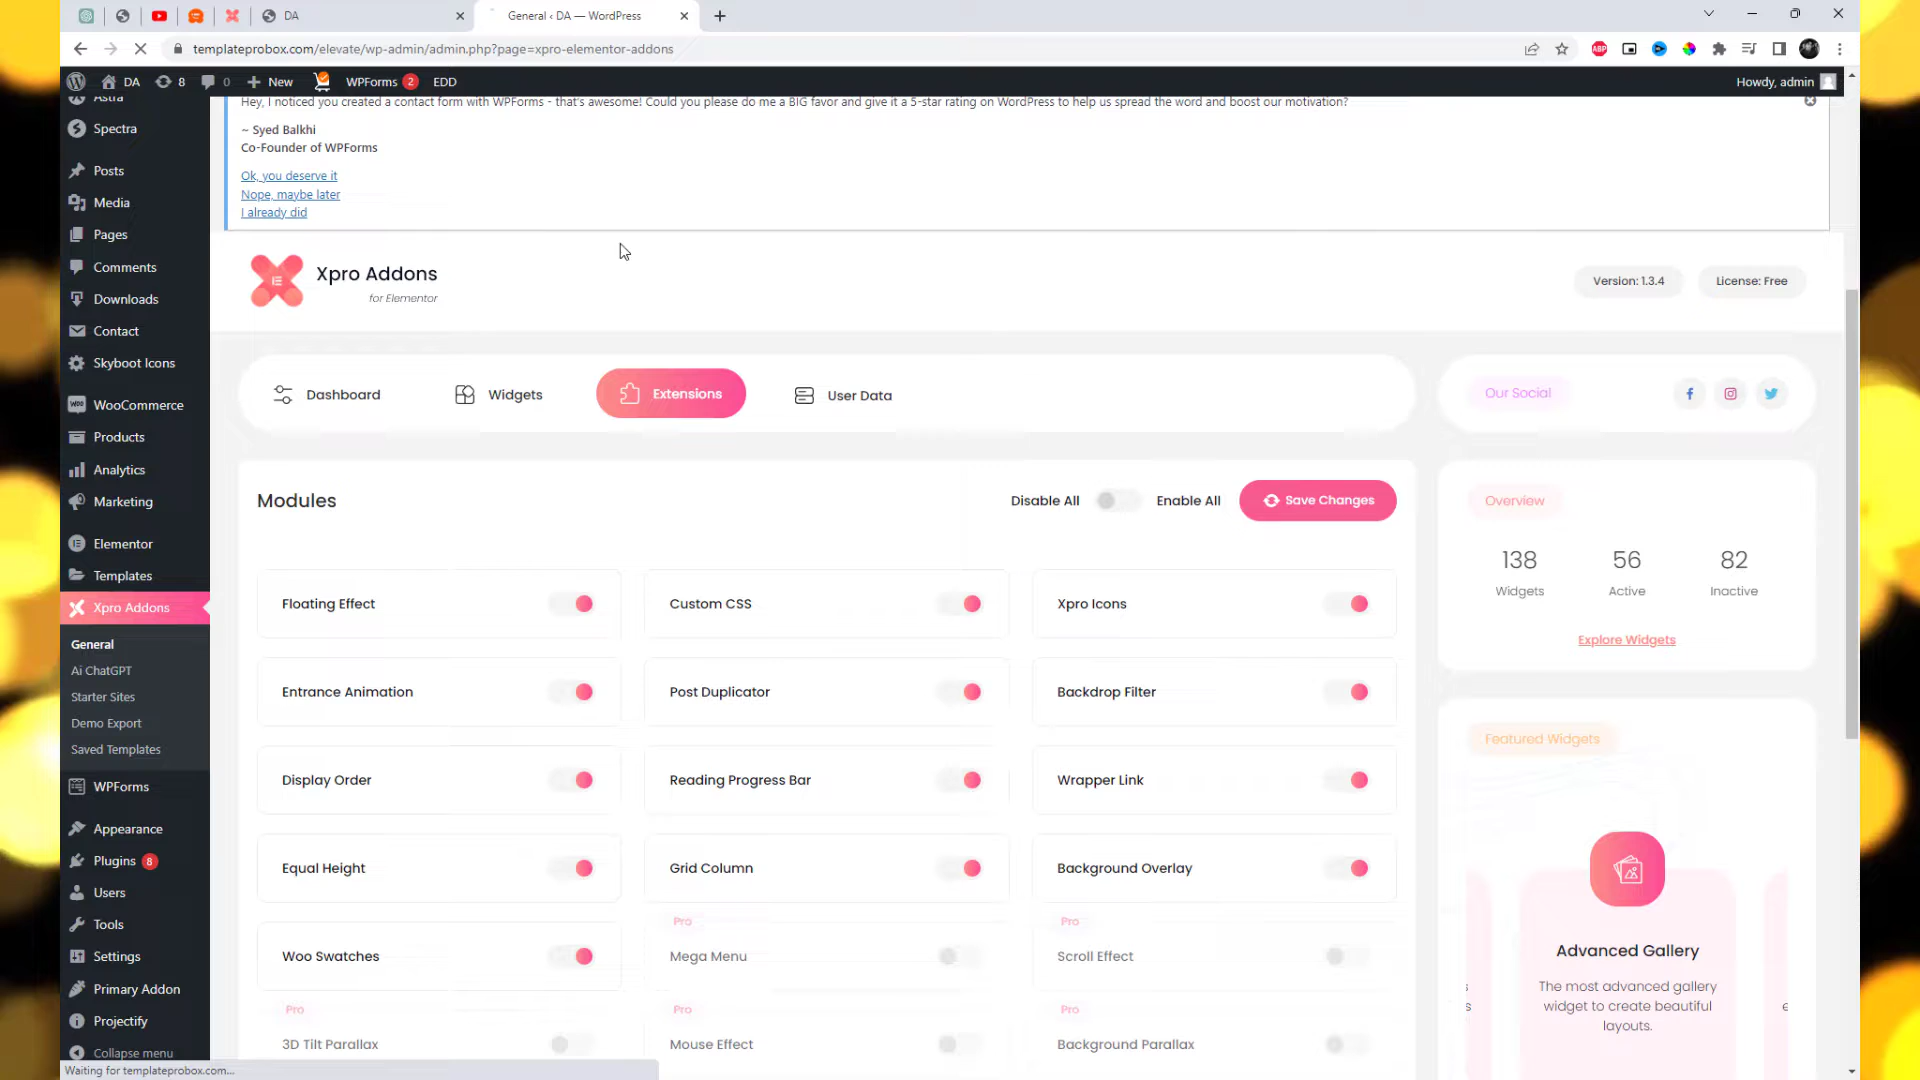 DA
General ‹ DA — WordPress
templateprobox.com/elevate/wp-admin/admin.php?page=xpro-elementor-addons
ABP
DA
8
0
New
WPForms 2
EDD
Howdy, admin
Astra
Spectra
Posts
Media
Pages
Comments
Downloads
Contact
Skyboot Icons
WooCommerce
Products
Analytics
Marketing
Elementor
Templates
Xpro Addons
General
Ai ChatGPT
Starter Sites
Demo Export
Saved Templates
WPForms
Appearance
Plugins 8
Users
Tools
Settings
Primary Addon
Projectify
Collapse menu
Waiting for templateprobox.com...
Hey, I noticed you created a contact form with WPForms - that's awesome! Could you please do me a BIG favor and give it a 5-star rating on WordPress to help us spread the word and boost our motivation?
~ Syed Balkhi
Co-Founder of WPForms
Ok, you deserve it
Nope, maybe later
I already did
Xpro Addons
for Elementor
Version: 1.3.4
License: Free
Dashboard
Widgets
Extensions
User Data
Our Social
Modules
Disable All
Enable All
Save Changes
Floating Effect
Custom CSS
Xpro Icons
Entrance Animation
Post Duplicator
Backdrop Filter
Display Order
Reading Progress Bar
Wrapper Link
Equal Height
Grid Column
Background Overlay
Woo Swatches
Pro
Mega Menu
Pro
Scroll Effect
Pro
3D Tilt Parallax
Pro
Mouse Effect
Pro
Background Parallax
Overview
138
56
82
Widgets
Active
Inactive
Explore Widgets
Featured Widgets
Advanced Gallery
The most advanced gallery
widget to create beautiful
layouts.